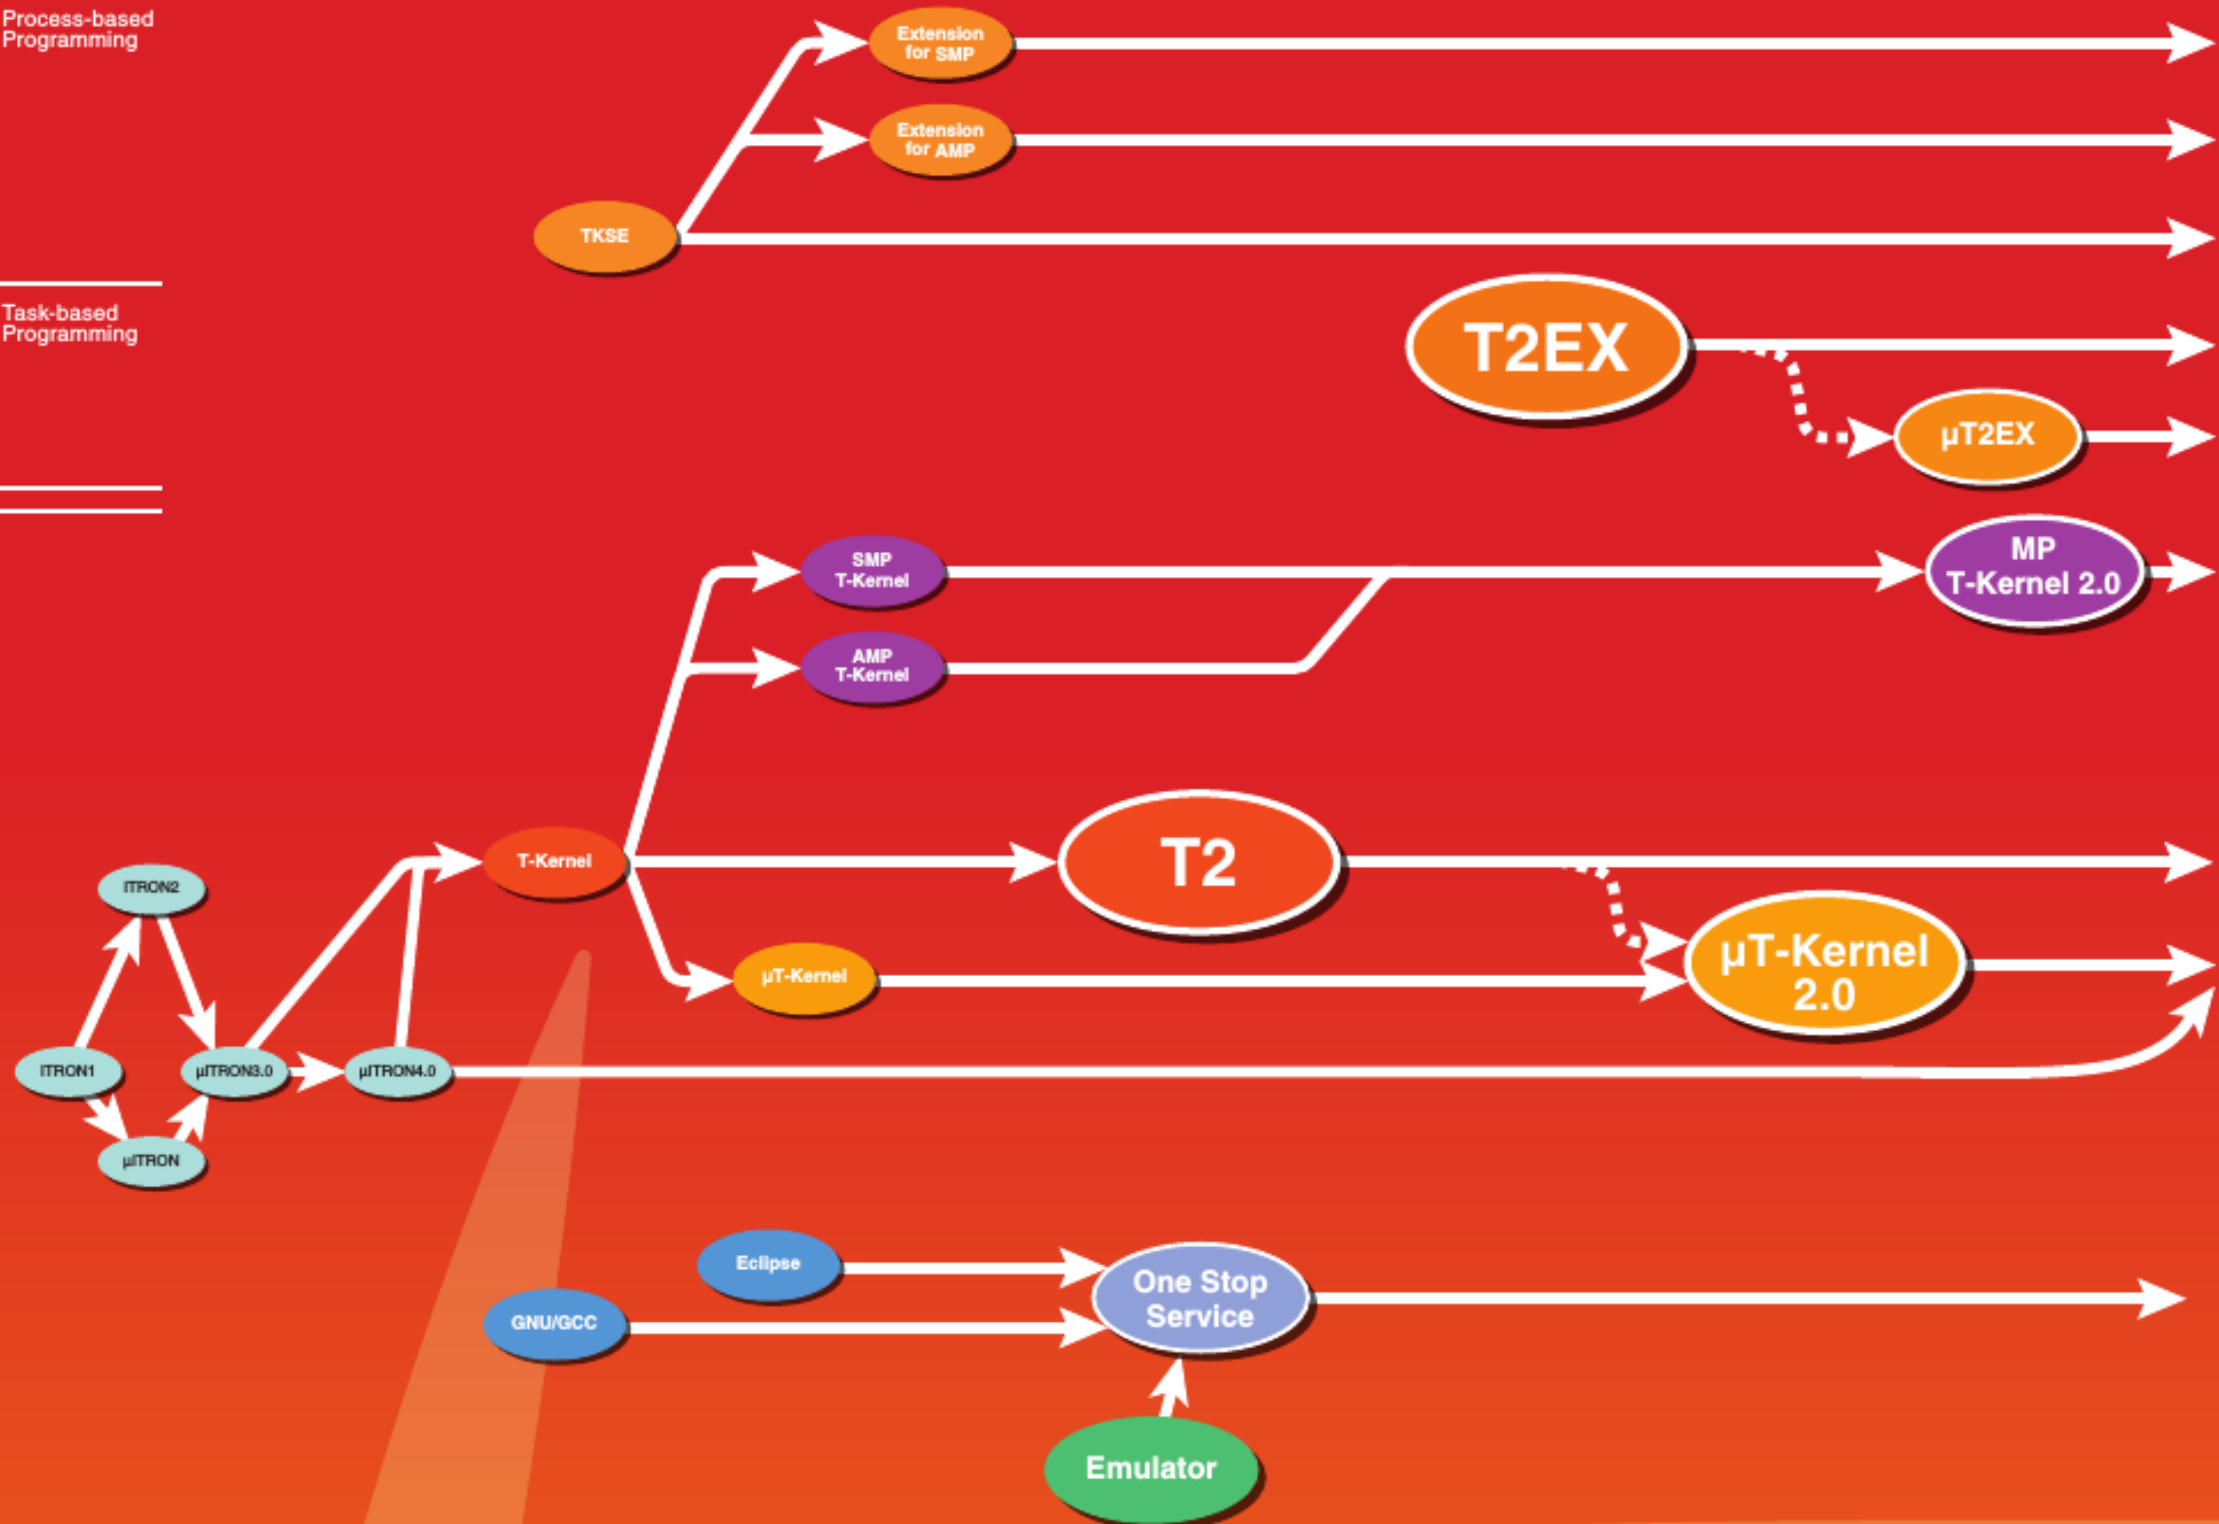 Process-based
Programming
Extension
for SMP
Extension
for AMP
TKSE
Task-based
Programming
T2EX
µT2EX
MP
T-Kernel 2.0
SMP
T-Kernel
AMP
T-Kernel
T-Kernel
T2
ITRON2
µT-Kernel
µT-Kernel
2.0
ITRON1
µITRON3.0
µITRON4.0
µITRON
Eclipse
One Stop
Service
GNU/GCC
Emulator